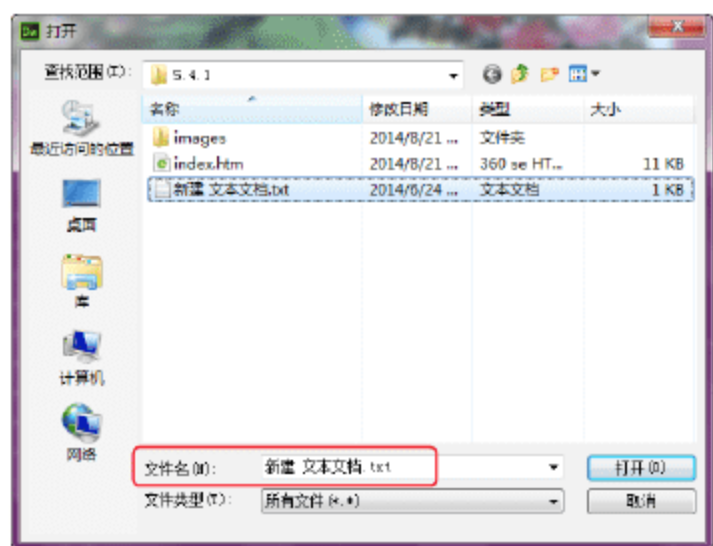 Dw 打开
查找范围(I): 5.4.1
名称 修改日期 类型 大小
images 2014/8/21 ... 文件夹
index.htm 2014/8/21 ... 360 se HT... 11 KB
新建 文本文档.txt 2014/6/24 ... 文本文档 1 KB
最近访问的位置
桌面
库
计算机
网络
文件名(N): 新建 文本文档.txt 打开(O)
文件类型(T): 所有文件(*.*) 取消